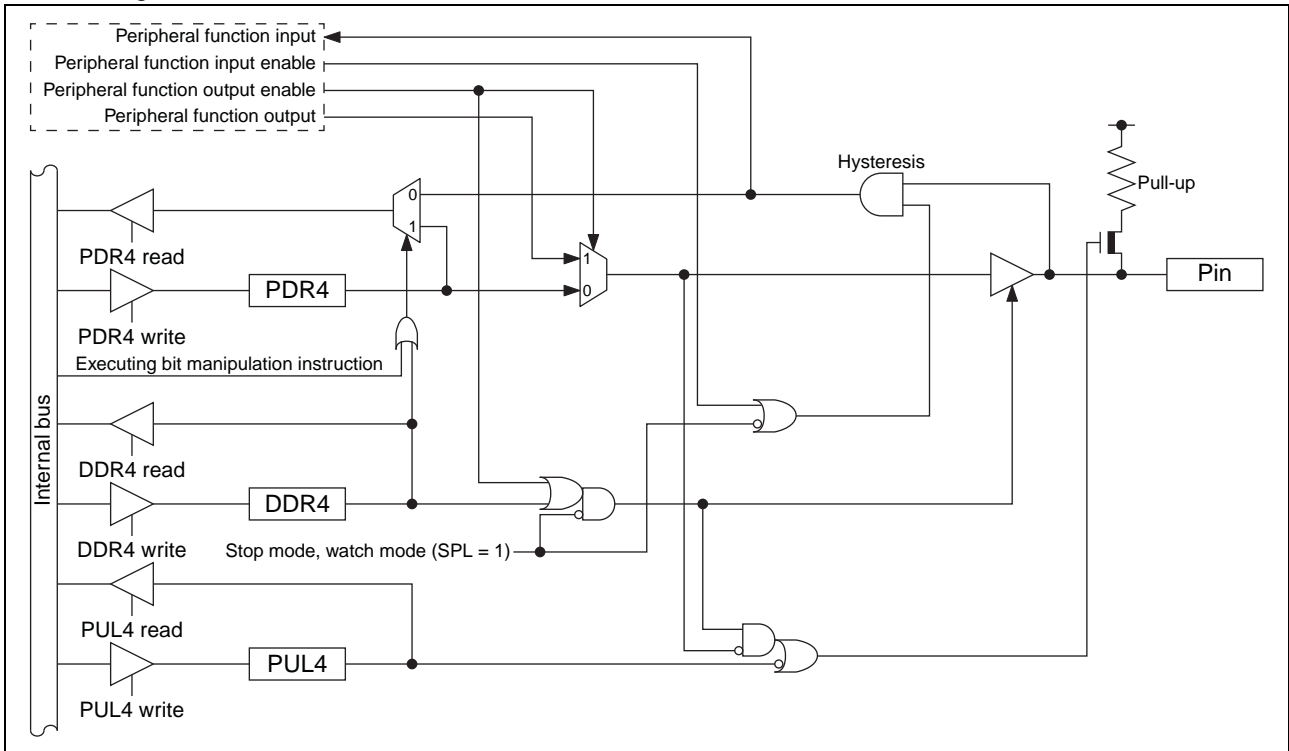 Peripheral function input
Peripheral function input enable
Peripheral function output enable
Peripheral function output
Hysteresis
Pull-up
0
1
PDR4 read
1
0
PDR4
Pin
PDR4 write
Executing bit manipulation instruction
Internal bus
DDR4 read
DDR4
DDR4 write
Stop mode, watch mode (SPL = 1)
PUL4 read
PUL4
PUL4 write